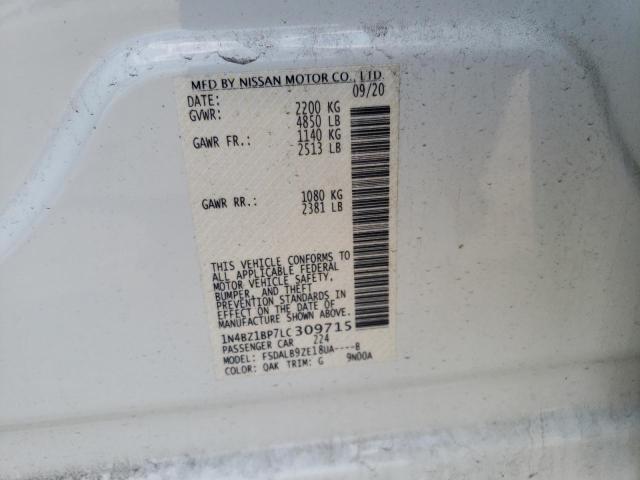 MFD BY NISSAN MOTOR CO., LTD.
DATE: 09/20
GVWR: 2200 KG
4850 LB
GAWR FR.: 1140 KG
2513 LB
GAWR RR.: 1080 KG
2381 LB
THIS VEHICLE CONFORMS TO
ALL APPLICABLE FEDERAL
MOTOR VEHICLE SAFETY,
BUMPER, AND THEFT
PREVENTION STANDARDS IN
EFFECT ON THE DATE OF
MANUFACTURE SHOWN ABOVE.
1N4BZ1BP7LC309715
PASSENGER CAR 224
MODEL: FSDALB9ZE18UA----B
COLOR: QAK TRIM: G 9N00A